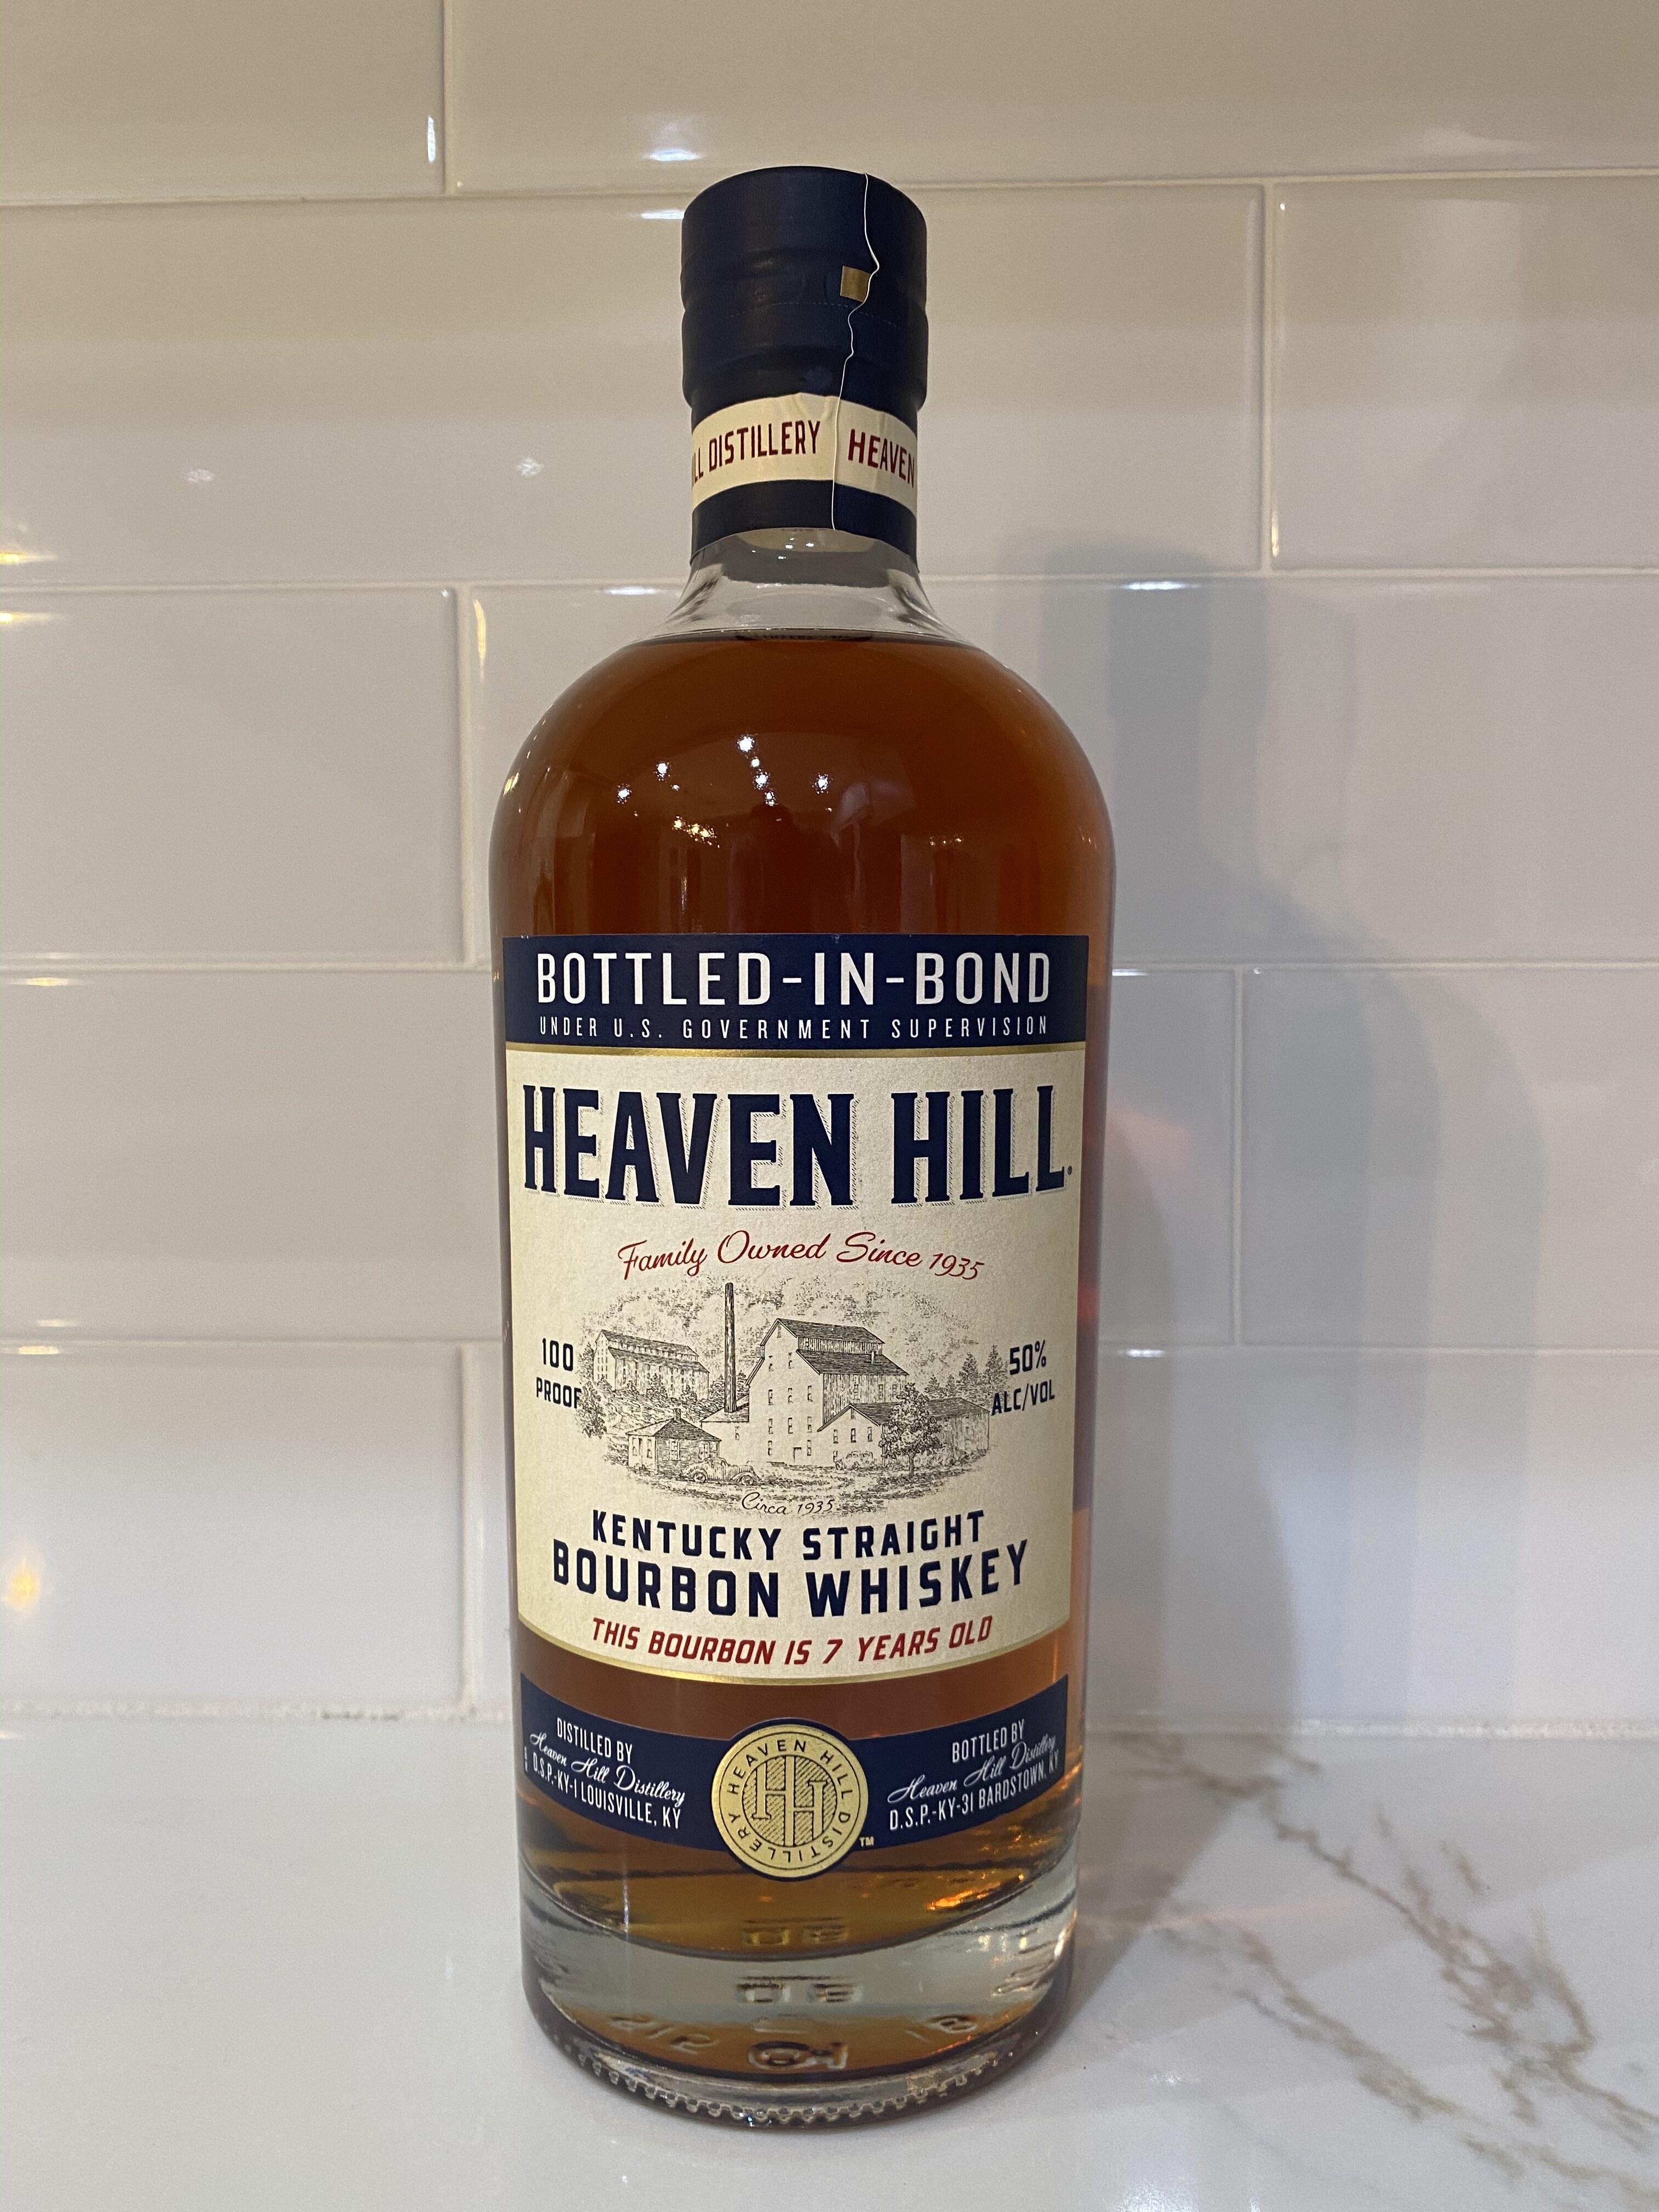 LL DISTILLERY HEAVEN
BOTTLED-IN-BOND
UNDER U.S. GOVERNMENT SUPERVISION
HEAVEN HILL®
Family Owned Since 1935
100
PROOF
50%
ALC/VOL
Circa 1935
KENTUCKY STRAIGHT
BOURBON WHISKEY
THIS BOURBON IS 7 YEARS OLD
DISTILLED BY
Heaven Hill Distillery
D.S.P.-KY-1 LOUISVILLE, KY
HEAVEN HILL DISTILLERY
HH
TM
BOTTLED BY
Heaven Hill Distillery
D.S.P.-KY-31 BARDSTOWN, KY